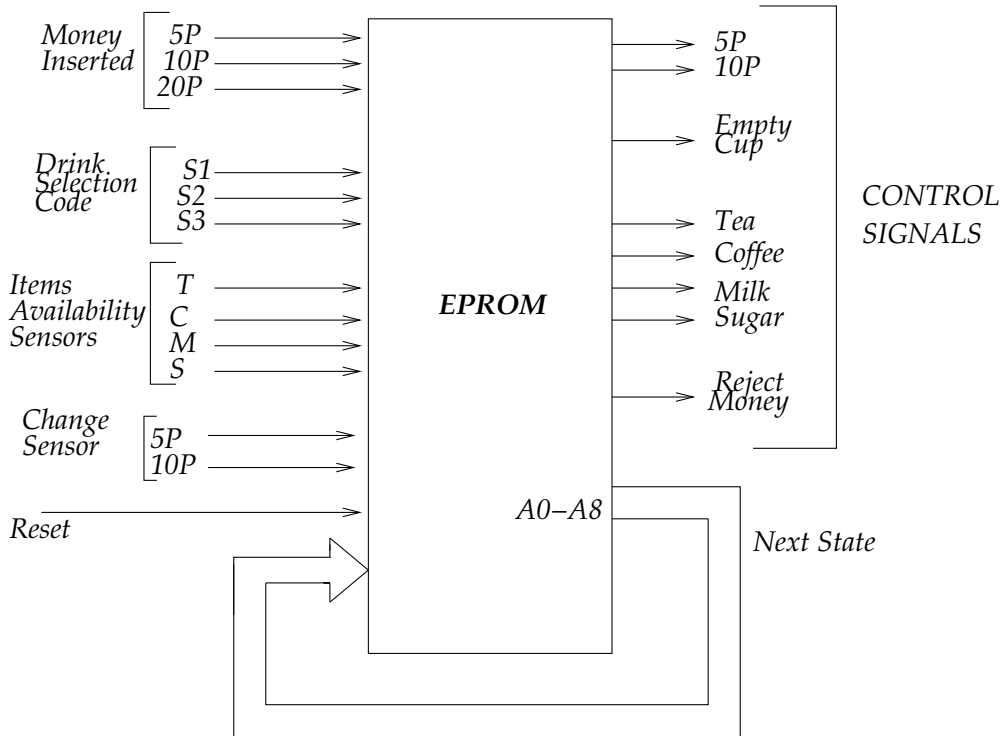 Money
Inserted
5P
10P
20P
Drink
Selection
Code
S1
S2
S3
Items
Availability
Sensors
T
C
M
S
Change
Sensor
5P
10P
Reset
EPROM
A0–A8
5P
10P
Empty
Cup
Tea
Coffee
Milk
Sugar
Reject
Money
CONTROL
SIGNALS
Next State